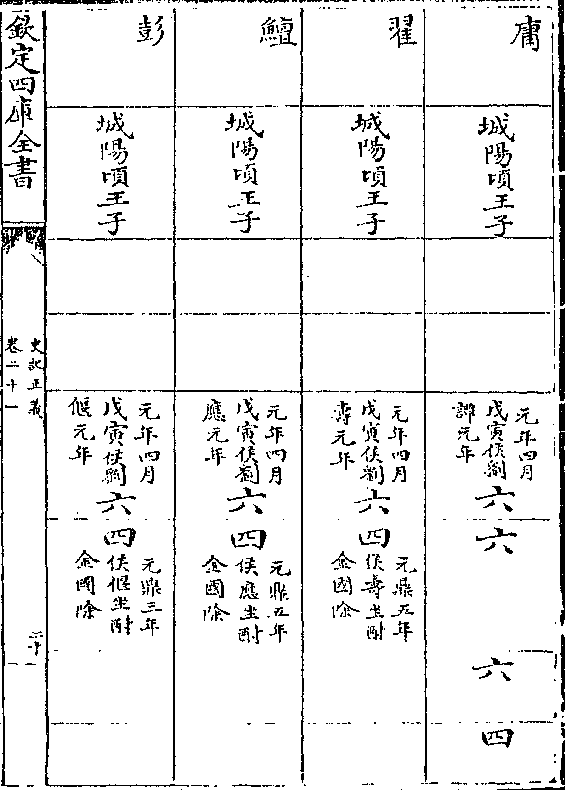 庸
城陽頃王子
元年四月
戊寅侯劉
譚元年
六
六
六
四
翟
城陽頃王子
元年四月
戊寅侯劉
壽元年
六
四
元鼎五年
侯壽坐酎
金國除
鱣
城陽頃王子
元年四月
戊寅侯劉
應元年
六
四
元鼎五年
侯應坐酎
金國除
彭
城陽頃王子
元年四月
戊寅侯劉
偃元年
六
四
元鼎三年
侯偃坐酎
金國除
欽定四庫全書
史記正義
卷二十一
二十